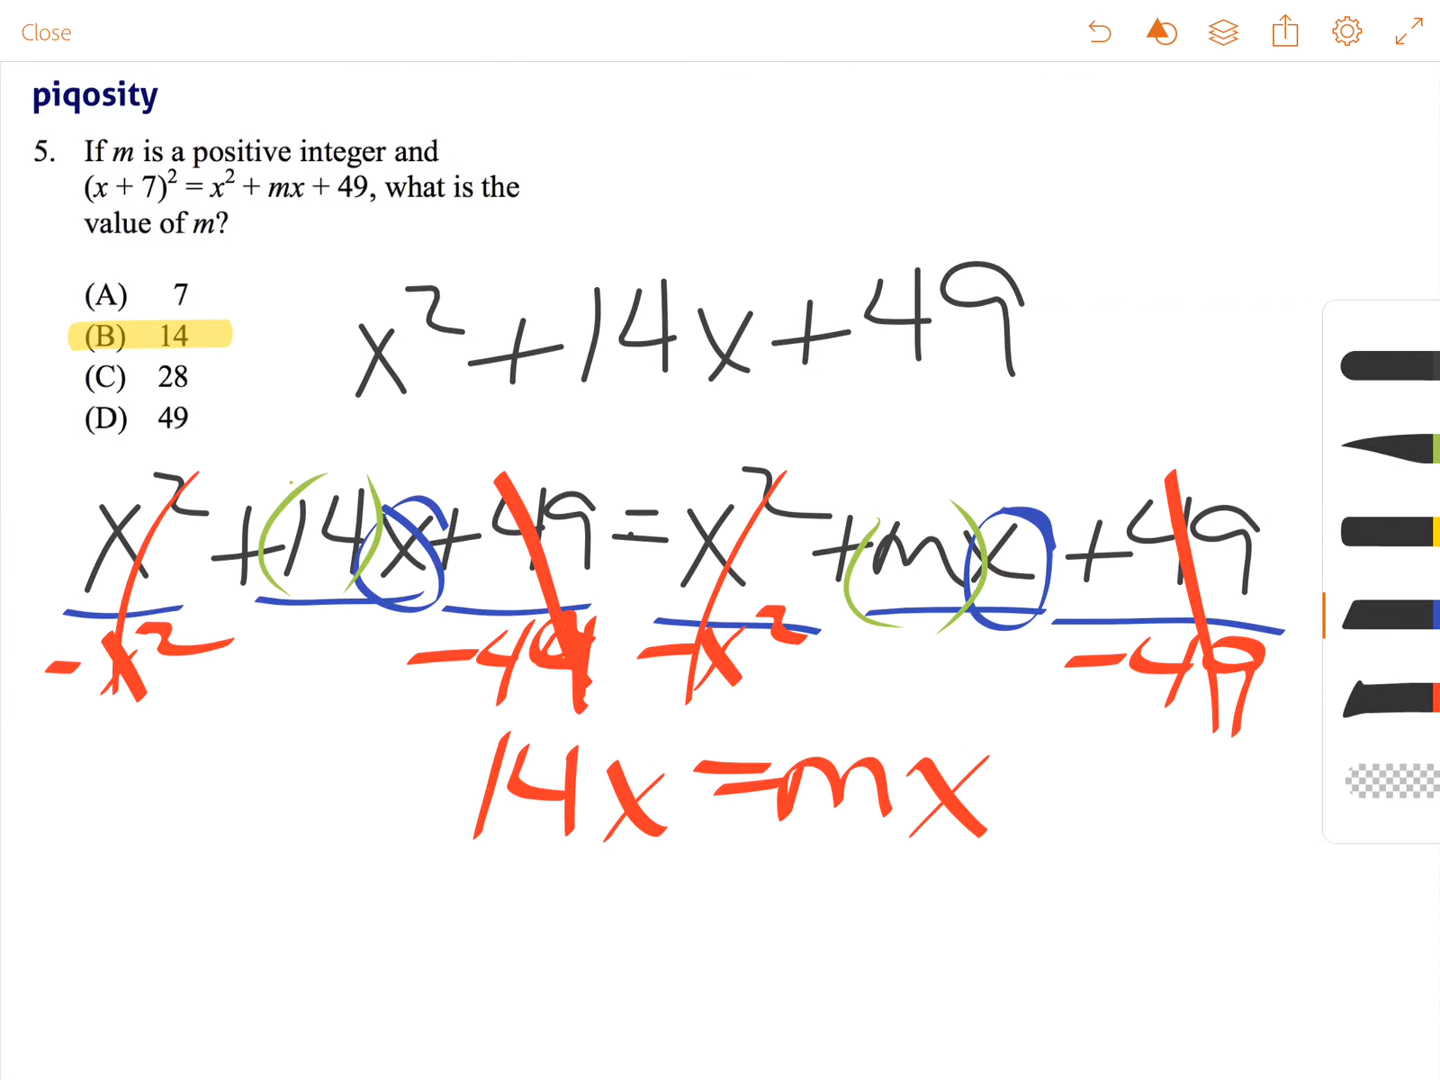 Close
piqosity
5. If m is a positive integer and
(x + 7)² = x² + mx + 49, what is the
value of m?
(A) 7
(B) 14
(C) 28
(D) 49
x² + 14x + 49
x² + 14x + 49 = x² + mx + 49
-x² -49 -x² -49
14x = mx